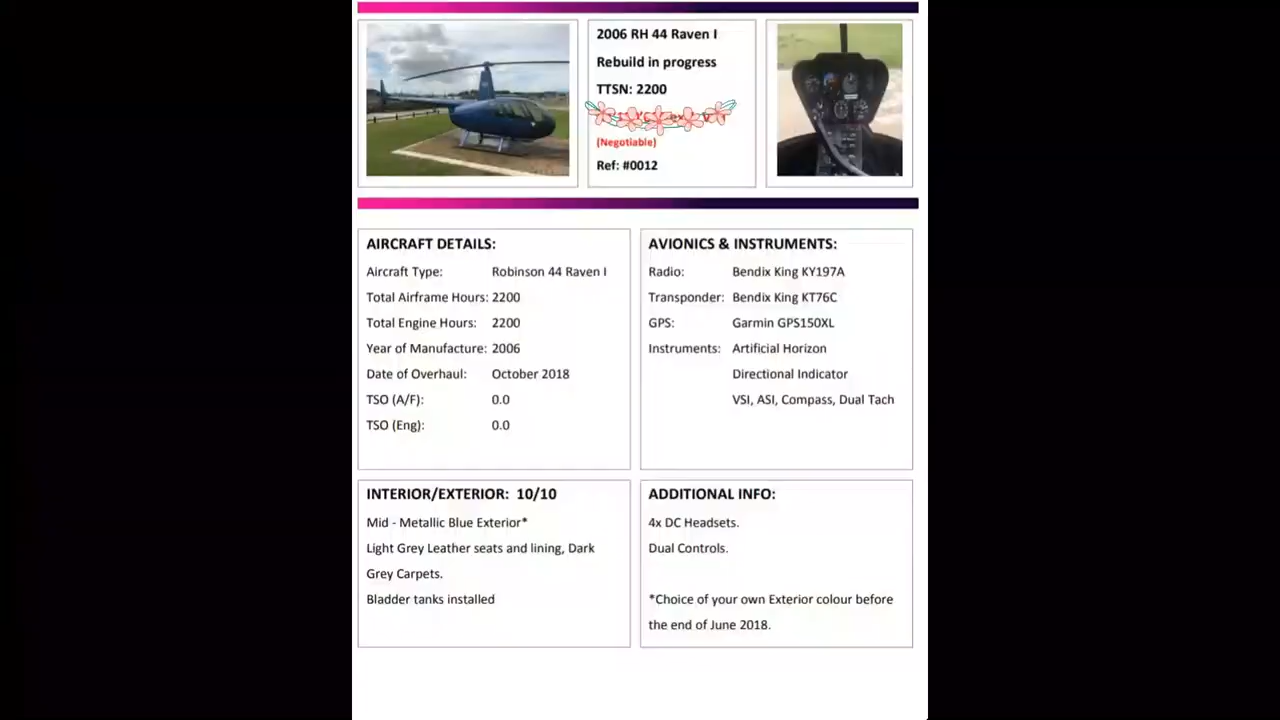 2006 RH 44 Raven I
Rebuild in progress
TTSN: 2200
(Negotiable)
Ref: #0012
AIRCRAFT DETAILS:
Aircraft Type: Robinson 44 Raven I
Total Airframe Hours: 2200
Total Engine Hours: 2200
Year of Manufacture: 2006
Date of Overhaul: October 2018
TSO (A/F): 0.0
TSO (Eng): 0.0
AVIONICS & INSTRUMENTS:
Radio: Bendix King KY197A
Transponder: Bendix King KT76C
GPS: Garmin GPS150XL
Instruments: Artificial Horizon
Directional Indicator
VSI, ASI, Compass, Dual Tach
INTERIOR/EXTERIOR: 10/10
Mid - Metallic Blue Exterior*
Light Grey Leather seats and lining, Dark
Grey Carpets.
Bladder tanks installed
ADDITIONAL INFO:
4x DC Headsets.
Dual Controls.
*Choice of your own Exterior colour before
the end of June 2018.